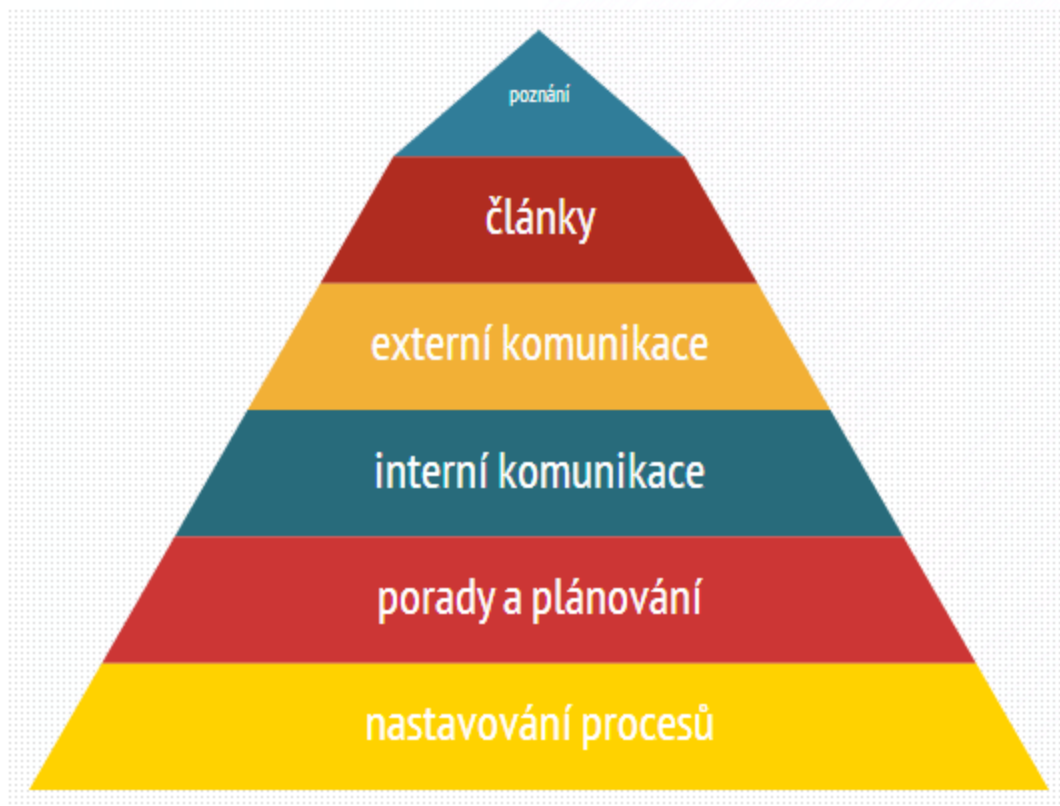 poznání
články
externí komunikace
interní komunikace
porady a plánování
nastavování procesů